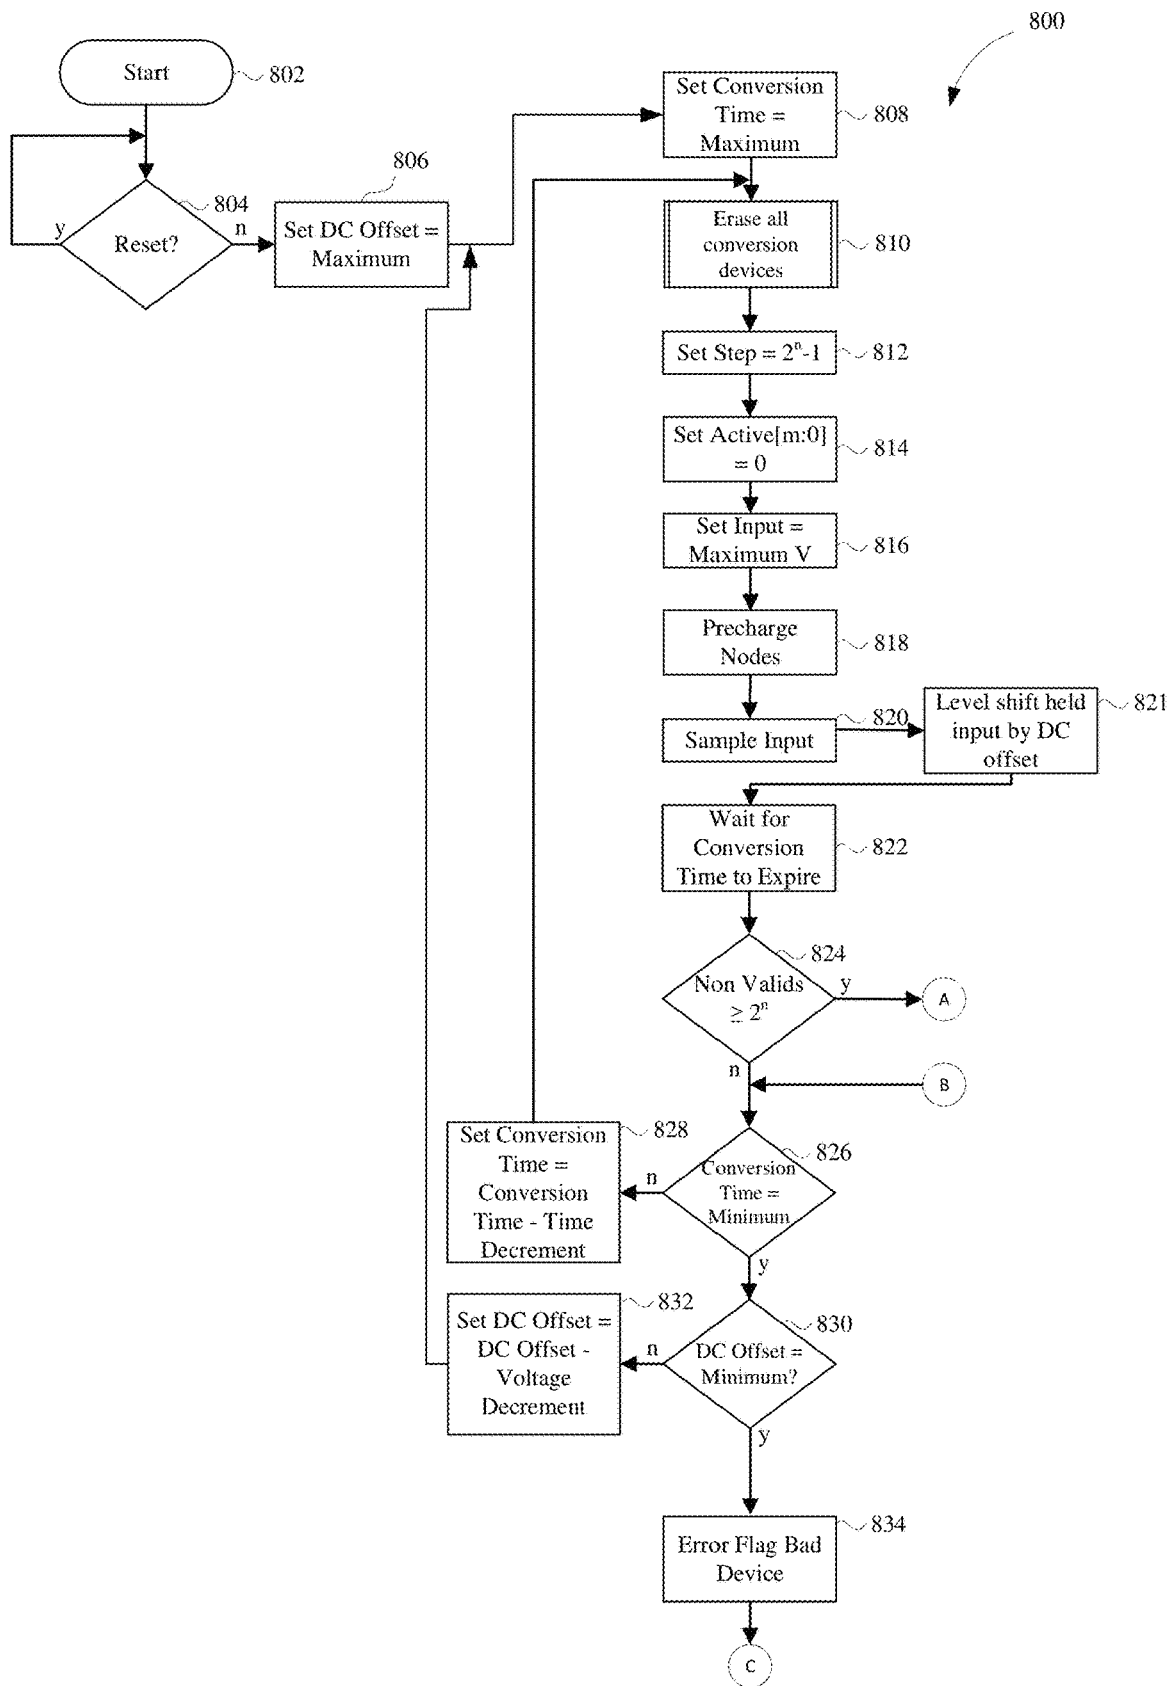 800
Start
802
Reset?
804
y
n
806
Set DC Offset =
Maximum
Set Conversion
Time =
Maximum
808
Erase all
conversion
devices
810
Set Step = 2ⁿ-1
812
Set Active[m:0]
= 0
814
Set Input =
Maximum V
816
Precharge
Nodes
818
Sample Input
820
Level shift held
input by DC
offset
821
Wait for
Conversion
Time to Expire
822
Non Valids
≥ 2ⁿ
824
y
A
n
B
Conversion
Time =
Minimum
826
n
Set Conversion
Time =
Conversion
Time - Time
Decrement
828
y
DC Offset =
Minimum?
830
n
Set DC Offset =
DC Offset -
Voltage
Decrement
832
y
Error Flag Bad
Device
834
C